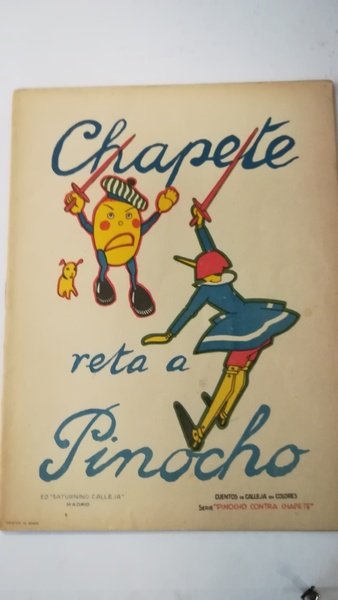 Chapete
reta a
Pinocho
ED. "SATURNINO CALLEJA"
MADRID
CUENTOS DE CALLEJA EN COLORES
SERIE "PINOCHO CONTRA CHAPETE"